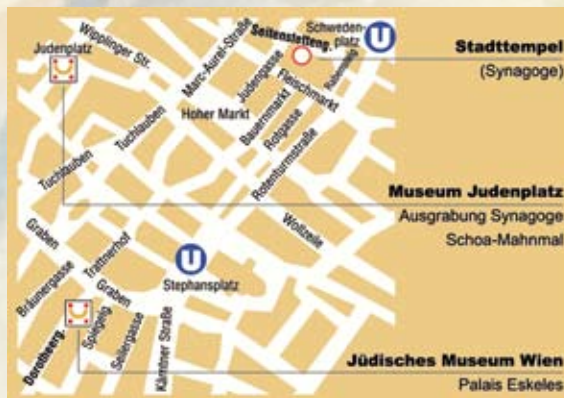 Judenplatz
Wipplinger Str.
Marc-Aurel-Straße
Seitenstetteng.
Schweden-
platz
U
Stadttempel
(Synagoge)
Judengasse
Fleischmarkt
Rabensteig
Hoher Markt
Bauernmarkt
Rotgasse
Rotenturmstraße
Tuchlauben
Tuchlauben
Museum Judenplatz
Ausgrabung Synagoge
Schoa-Mahnmal
Graben
Trattnerhof
Wollzeile
U
Stephansplatz
Bräunergasse
Graben
Dorotheerg.
Spiegelg.
Seilergasse
Kärntner Straße
Jüdisches Museum Wien
Palais Eskeles